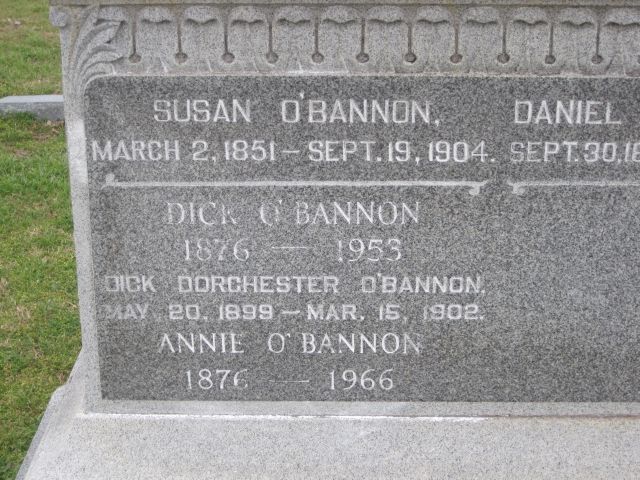 SUSAN O'BANNON,
MARCH 2, 1851 – SEPT. 19, 1904.
DICK O'BANNON
1876 — 1953
DICK DORCHESTER O'BANNON.
MAY. 20. 1899 – MAR. 15, 1902.
ANNIE O'BANNON
1876 — 1966
DANIEL
SEPT. 30, 18